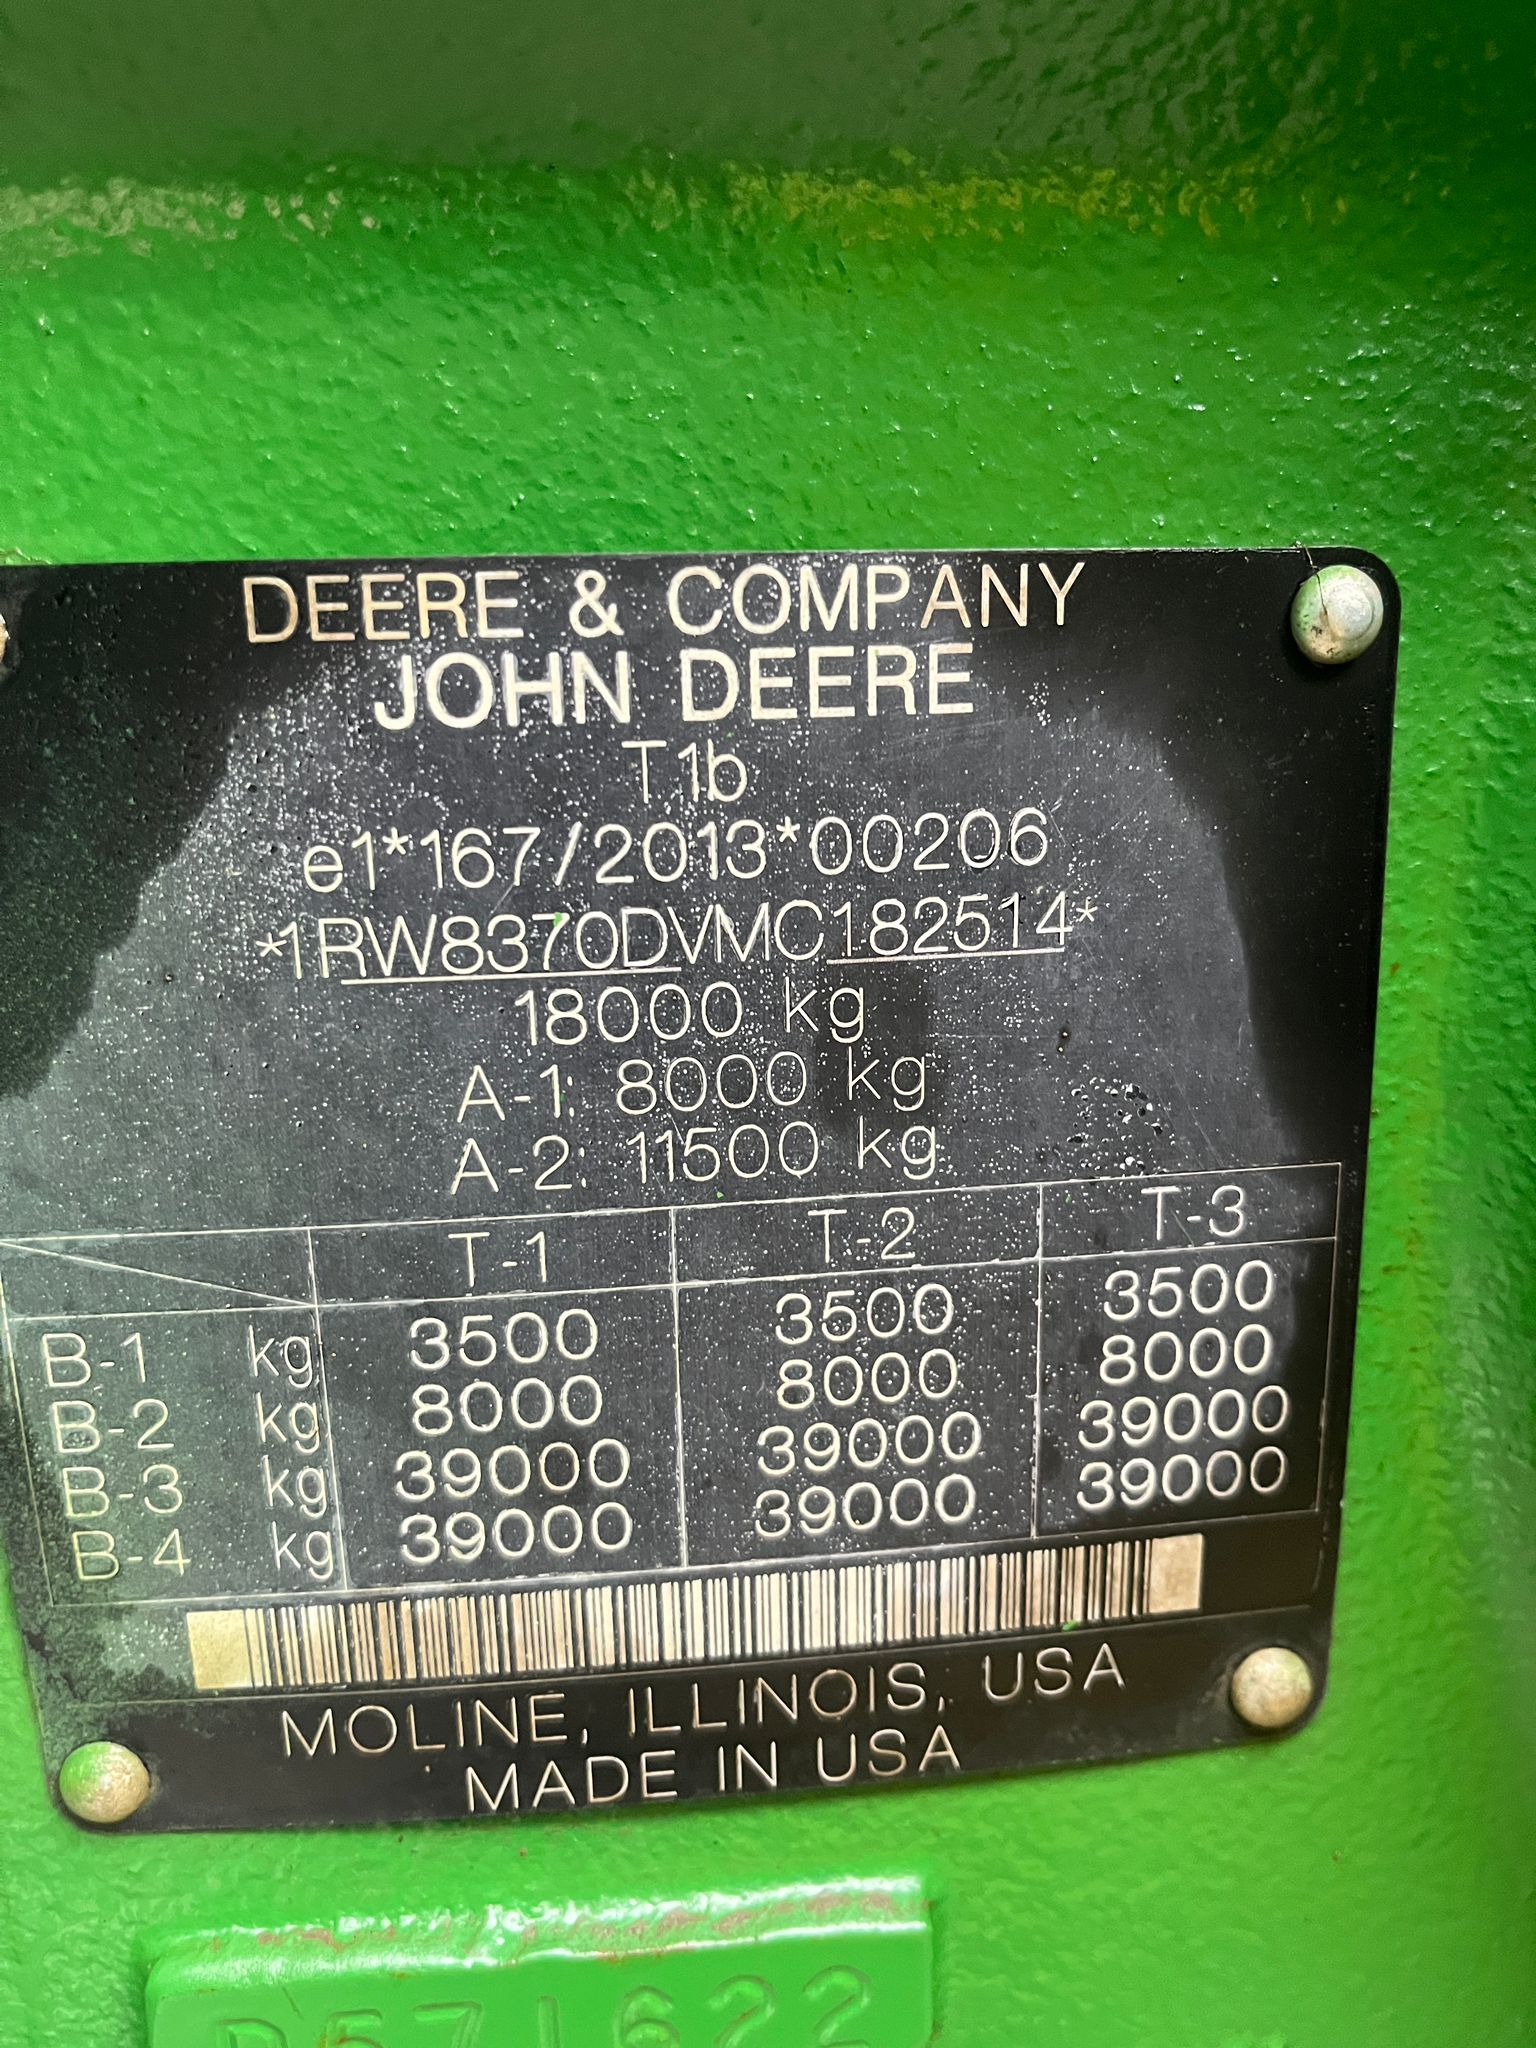 DEERE & COMPANY
JOHN DEERE
T1b
e1*167/2013*00206
*1RW8370DVMC182514*
18000 kg
A-1: 8000 kg
A-2: 11500 kg
T-1 T-2 T-3
B-1 kg 3500 3500 3500
B-2 kg 8000 8000 8000
B-3 kg 39000 39000 39000
B-4 kg 39000 39000 39000
MOLINE, ILLINOIS, USA
MADE IN USA